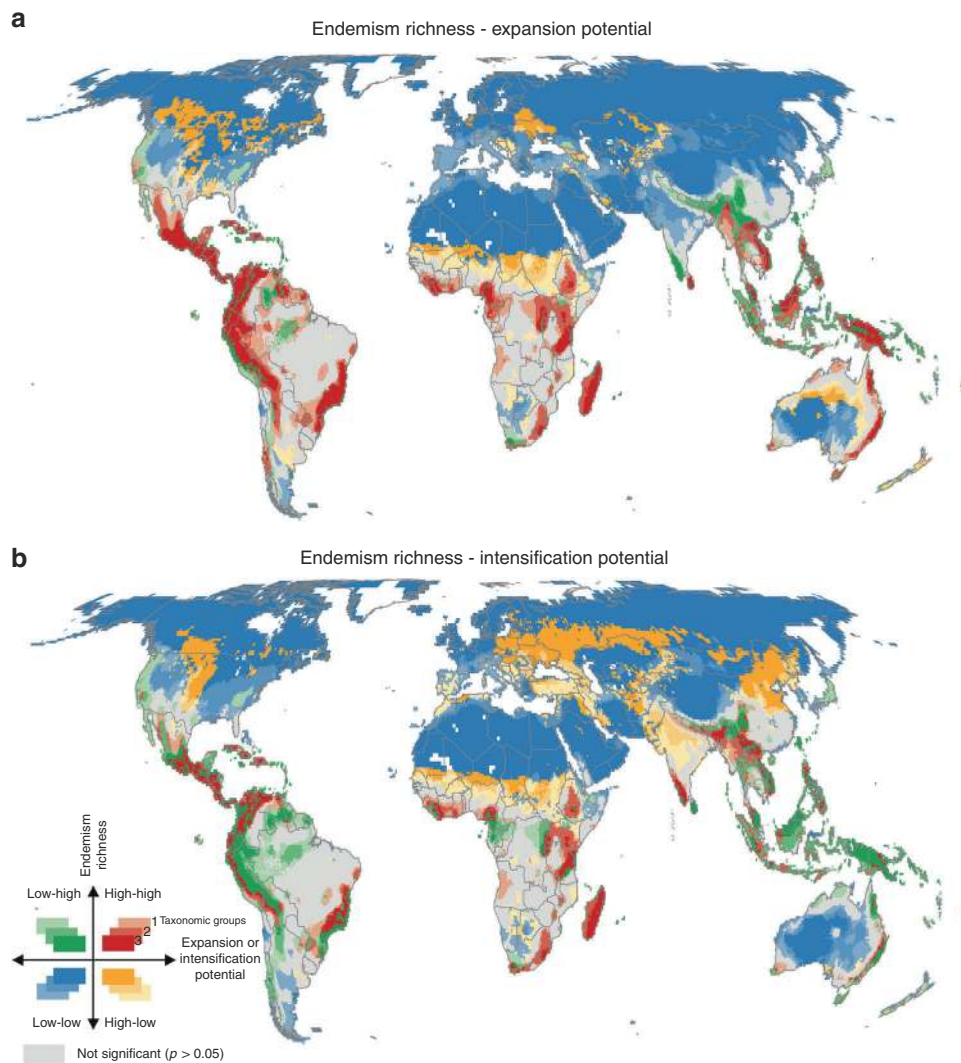 a
Endemism richness - expansion potential
b
Endemism richness - intensification potential
Endemism
richness
Low-high
High-high
1 Taxonomic groups
2
3
Expansion or
intensification
potential
Low-low
High-low
Not significant (p > 0.05)